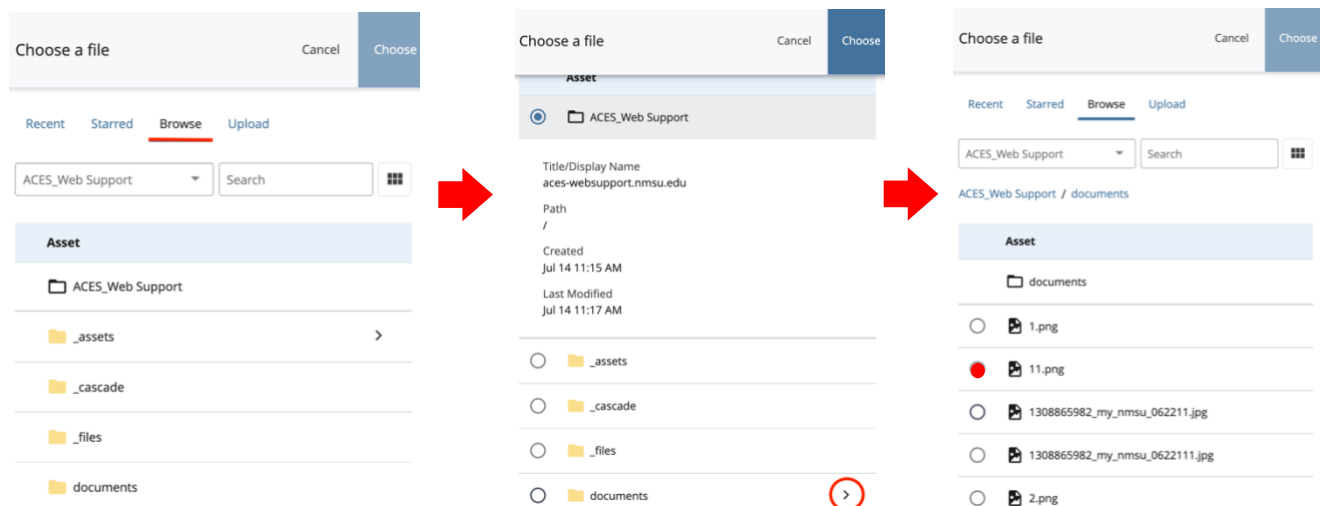 Choose a file Cancel Choose
Recent Starred Browse Upload
ACES_Web Support Search
Asset
ACES_Web Support
_assets
_cascade
_files
documents
Choose a file Cancel Choose
Asset
ACES_Web Support
Title/Display Name
aces-websupport.nmsu.edu
Path
/
Created
Jul 14 11:15 AM
Last Modified
Jul 14 11:17 AM
_assets
_cascade
_files
documents
Choose a file Cancel Choose
Recent Starred Browse Upload
ACES_Web Support Search
ACES_Web Support / documents
Asset
documents
1.png
11.png
1308865982_my_nmsu_062211.jpg
1308865982_my_nmsu_0622111.jpg
2.png